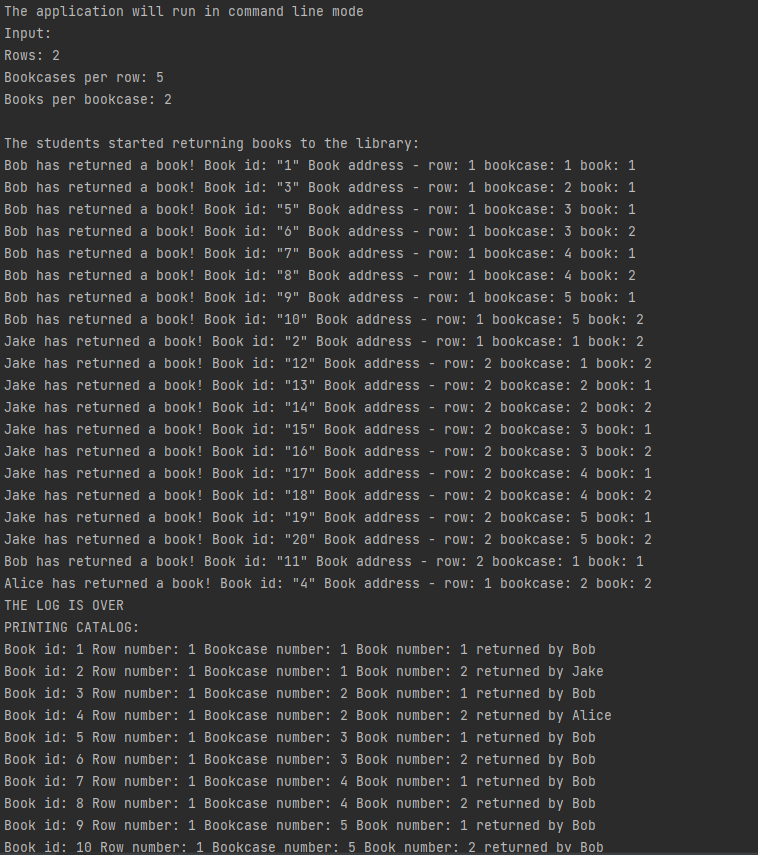 The application will run in command line mode
Input:
Rows: 2
Bookcases per row: 5
Books per bookcase: 2
The students started returning books to the library:
Bob has returned a book! Book id: "1" Book address - row: 1 bookcase: 1 book: 1
Bob has returned a book! Book id: "3" Book address - row: 1 bookcase: 2 book: 1
Bob has returned a book! Book id: "5" Book address - row: 1 bookcase: 3 book: 1
Bob has returned a book! Book id: "6" Book address - row: 1 bookcase: 3 book: 2
Bob has returned a book! Book id: "7" Book address - row: 1 bookcase: 4 book: 1
Bob has returned a book! Book id: "8" Book address - row: 1 bookcase: 4 book: 2
Bob has returned a book! Book id: "9" Book address - row: 1 bookcase: 5 book: 1
Bob has returned a book! Book id: "10" Book address - row: 1 bookcase: 5 book: 2
Jake has returned a book! Book id: "2" Book address - row: 1 bookcase: 1 book: 2
Jake has returned a book! Book id: "12" Book address - row: 2 bookcase: 1 book: 2
Jake has returned a book! Book id: "13" Book address - row: 2 bookcase: 2 book: 1
Jake has returned a book! Book id: "14" Book address - row: 2 bookcase: 2 book: 2
Jake has returned a book! Book id: "15" Book address - row: 2 bookcase: 3 book: 1
Jake has returned a book! Book id: "16" Book address - row: 2 bookcase: 3 book: 2
Jake has returned a book! Book id: "17" Book address - row: 2 bookcase: 4 book: 1
Jake has returned a book! Book id: "18" Book address - row: 2 bookcase: 4 book: 2
Jake has returned a book! Book id: "19" Book address - row: 2 bookcase: 5 book: 1
Jake has returned a book! Book id: "20" Book address - row: 2 bookcase: 5 book: 2
Bob has returned a book! Book id: "11" Book address - row: 2 bookcase: 1 book: 1
Alice has returned a book! Book id: "4" Book address - row: 1 bookcase: 2 book: 2
THE LOG IS OVER
PRINTING CATALOG:
Book id: 1 Row number: 1 Bookcase number: 1 Book number: 1 returned by Bob
Book id: 2 Row number: 1 Bookcase number: 1 Book number: 2 returned by Jake
Book id: 3 Row number: 1 Bookcase number: 2 Book number: 1 returned by Bob
Book id: 4 Row number: 1 Bookcase number: 2 Book number: 2 returned by Alice
Book id: 5 Row number: 1 Bookcase number: 3 Book number: 1 returned by Bob
Book id: 6 Row number: 1 Bookcase number: 3 Book number: 2 returned by Bob
Book id: 7 Row number: 1 Bookcase number: 4 Book number: 1 returned by Bob
Book id: 8 Row number: 1 Bookcase number: 4 Book number: 2 returned by Bob
Book id: 9 Row number: 1 Bookcase number: 5 Book number: 1 returned by Bob
Book id: 10 Row number: 1 Bookcase number: 5 Book number: 2 returned by Bob